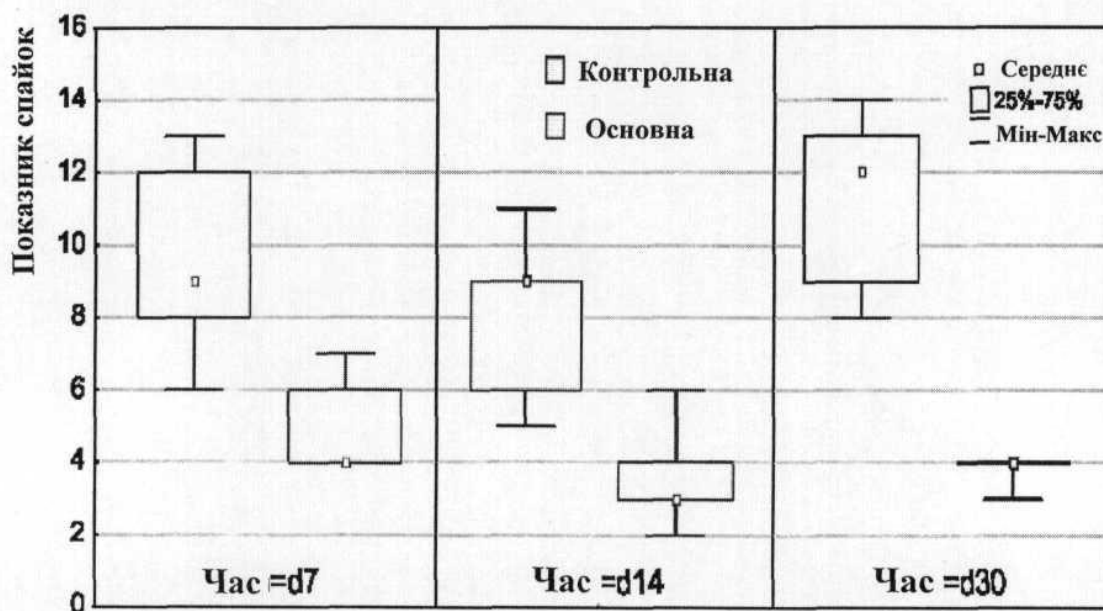 Показник спайок
16
14
12
10
8
6
4
2
0
Контрольна
Основна
Середнє
25%-75%
Мін-Макс
Час =d7
Час =d14
Час =d30